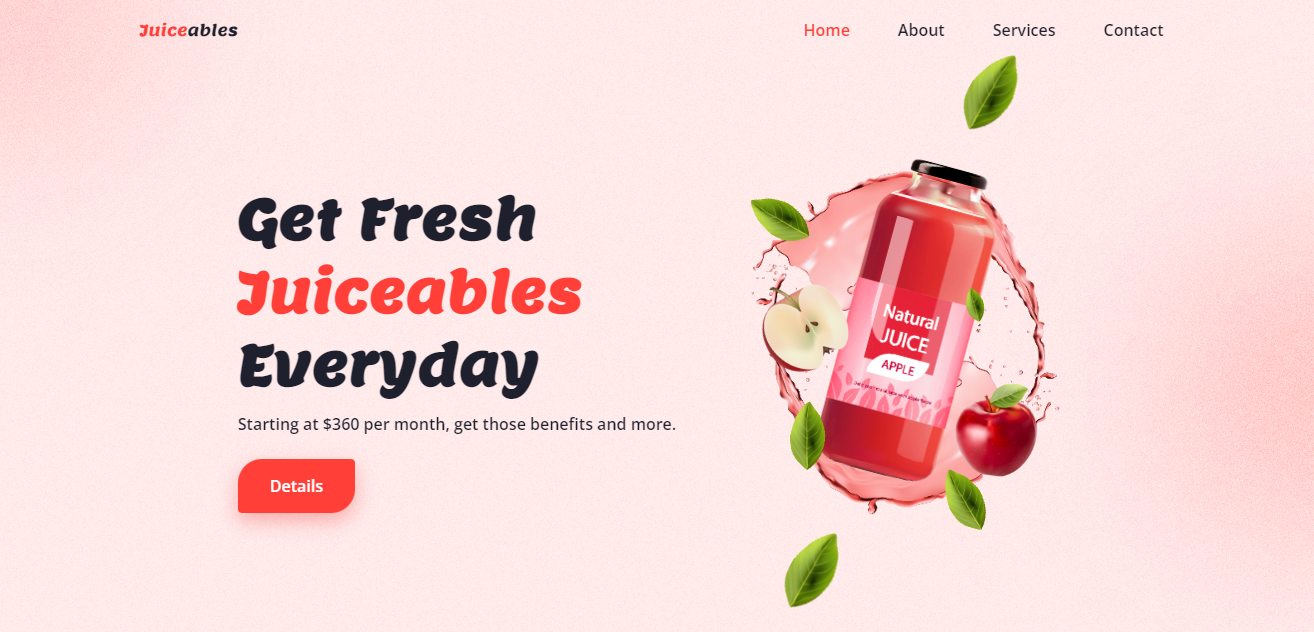 Juiceables
Home About Services Contact
Get Fresh
Juiceables
Everyday
Starting at $360 per month, get those benefits and more.
Details
Natural
JUICE
APPLE